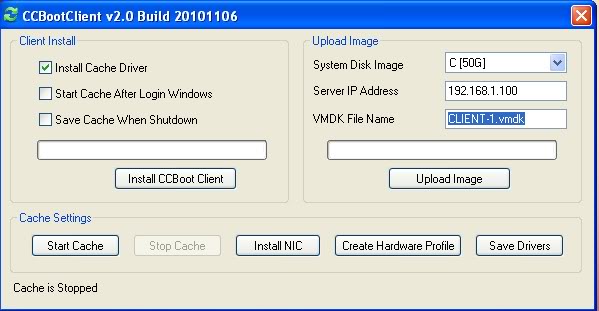 CCBootClient v2.0 Build 20101106
Client Install
Install Cache Driver
Start Cache After Login Windows
Save Cache When Shutdown
Install CCBoot Client
Upload Image
System Disk Image C [50G]
Server IP Address 192.168.1.100
VMDK File Name CLIENT-1.vmdk
Upload Image
Cache Settings
Start Cache Stop Cache Install NIC Create Hardware Profile Save Drivers
Cache is Stopped